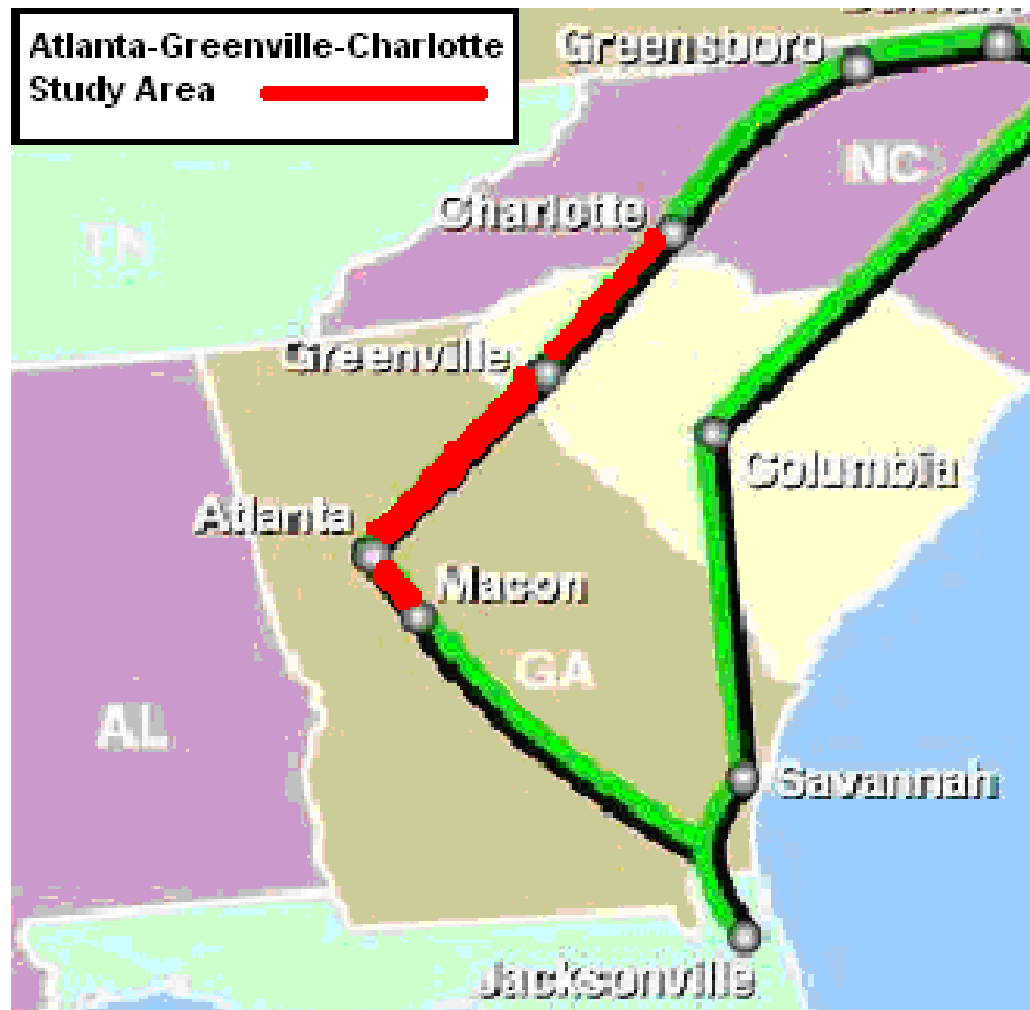 Atlanta-Greenville-Charlotte
Study Area
Greensboro
NC
TN
Charlotte
Greenville
Columbia
Atlanta
Macon
GA
AL
Savannah
Jacksonville